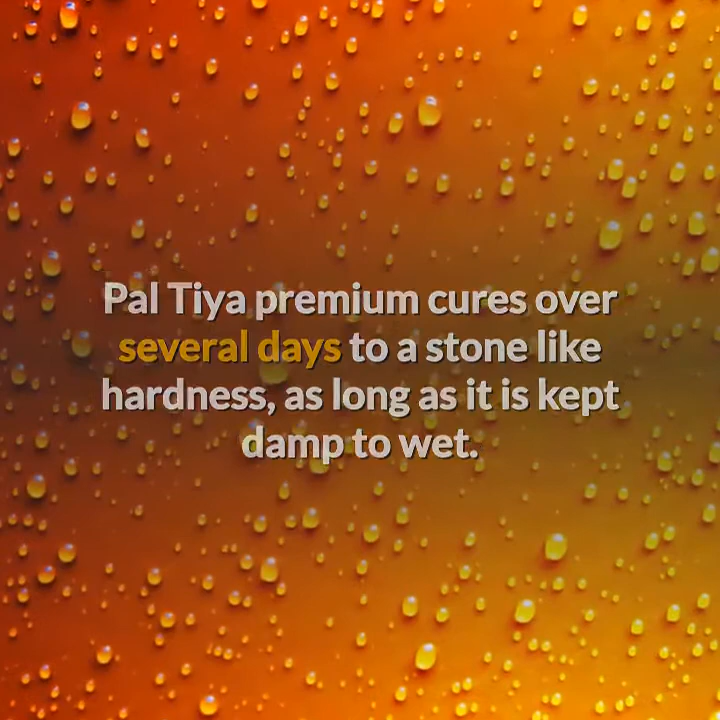 Pal Tiya premium cures over
several days to a stone like
hardness, as long as it is kept
damp to wet.